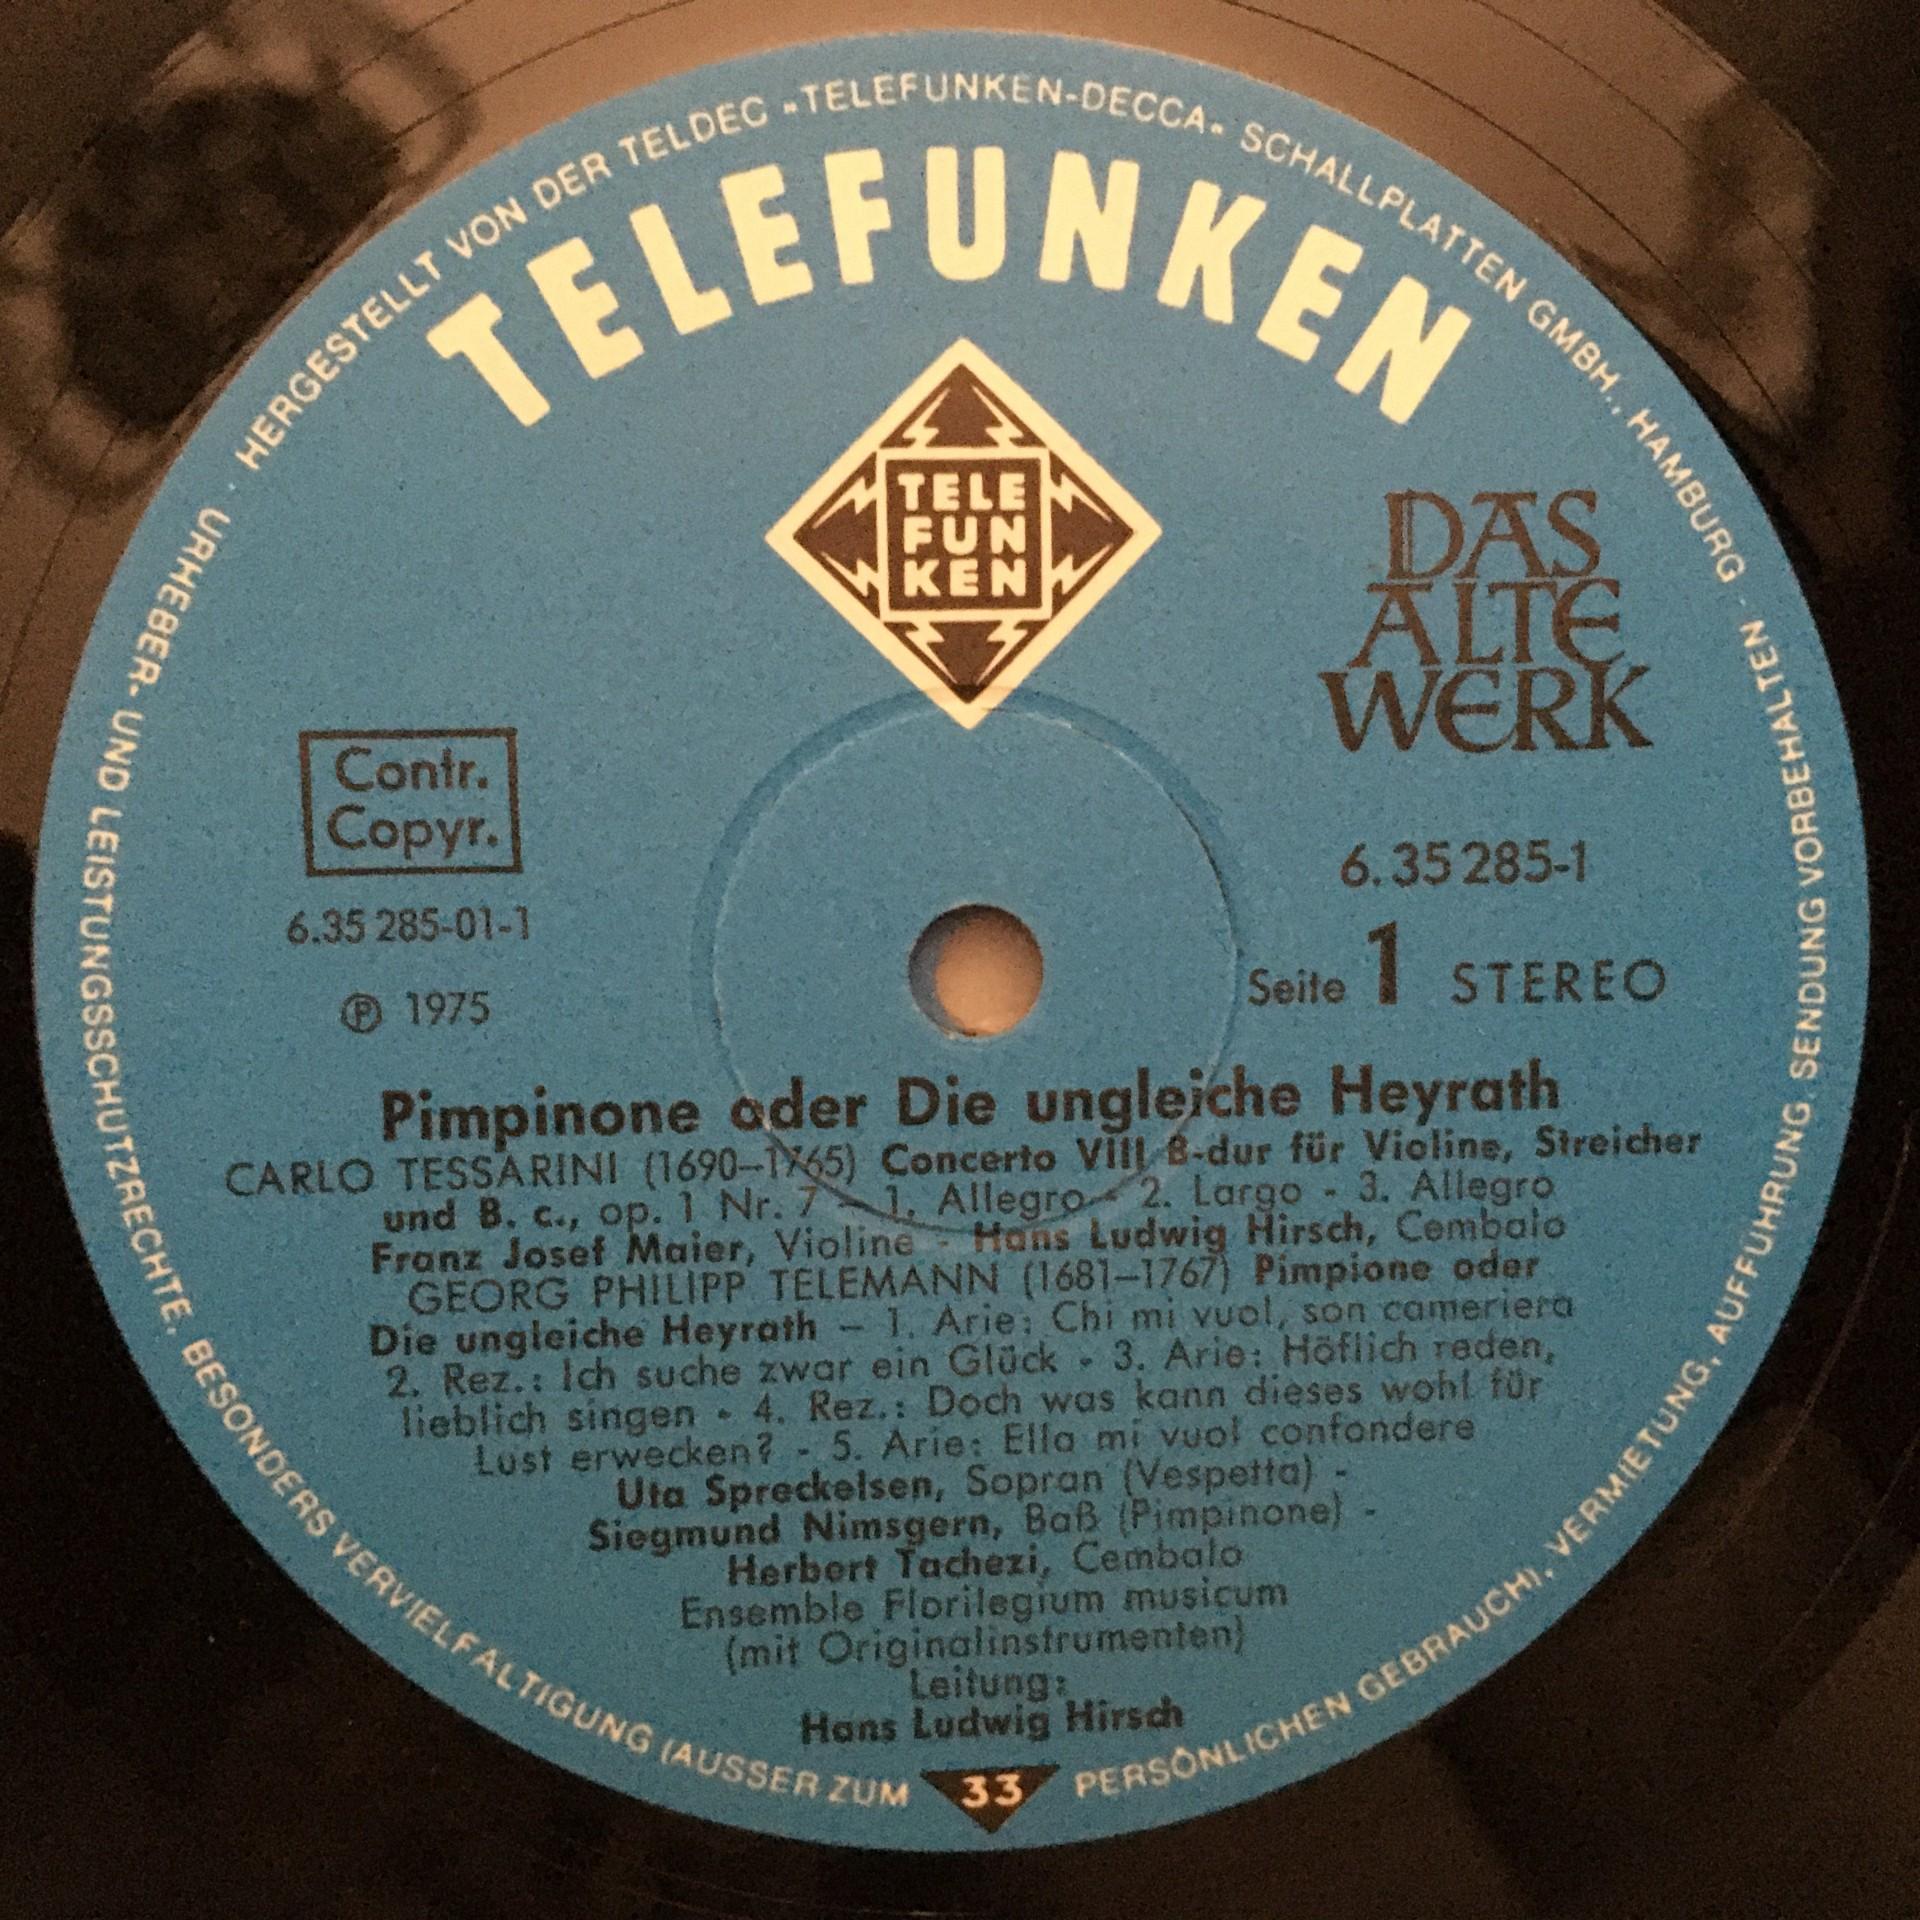 HERGESTELLT VON DER TELDEC »TELEFUNKEN-DECCA« SCHALLPLATTEN GMBH., HAMBURG ·
URHEBER- UND LEISTUNGSSCHUTZRECHTE, BESONDERS VERVIELFÄLTIGUNG (AUSSER ZUM PERSÖNLICHEN GEBRAUCH), VERMIETUNG, AUFFÜHRUNG, SENDUNG VORBEHALTEN ·
TELEFUNKEN
TELE
FUN
KEN
DAS
ALTE
WERK
Contr.
Copyr.
6.35 285-01-1
℗ 1975
6.35 285-1
Seite 1 STEREO
Pimpinone oder Die ungleiche Heyrath
CARLO TESSARINI (1690–1765) Concerto VIII B-dur für Violine, Streicher
und B. c., op. 1 Nr. 7 – 1. Allegro - 2. Largo - 3. Allegro
Franz Josef Maier, Violine - Hans Ludwig Hirsch, Cembalo
GEORG PHILIPP TELEMANN (1681–1767) Pimpione oder
Die ungleiche Heyrath – 1. Arie: Chi mi vuol, son cameriera
2. Rez.: Ich suche zwar ein Glück - 3. Arie: Höflich reden,
lieblich singen - 4. Rez.: Doch was kann dieses wohl für
Lust erwecken? - 5. Arie: Ella mi vuol confondere
Uta Spreckelsen, Sopran (Vespetta) -
Siegmund Nimsgern, Baß (Pimpinone) -
Herbert Tachezi, Cembalo
Ensemble Florilegium musicum
(mit Originalinstrumenten)
Leitung:
Hans Ludwig Hirsch
33